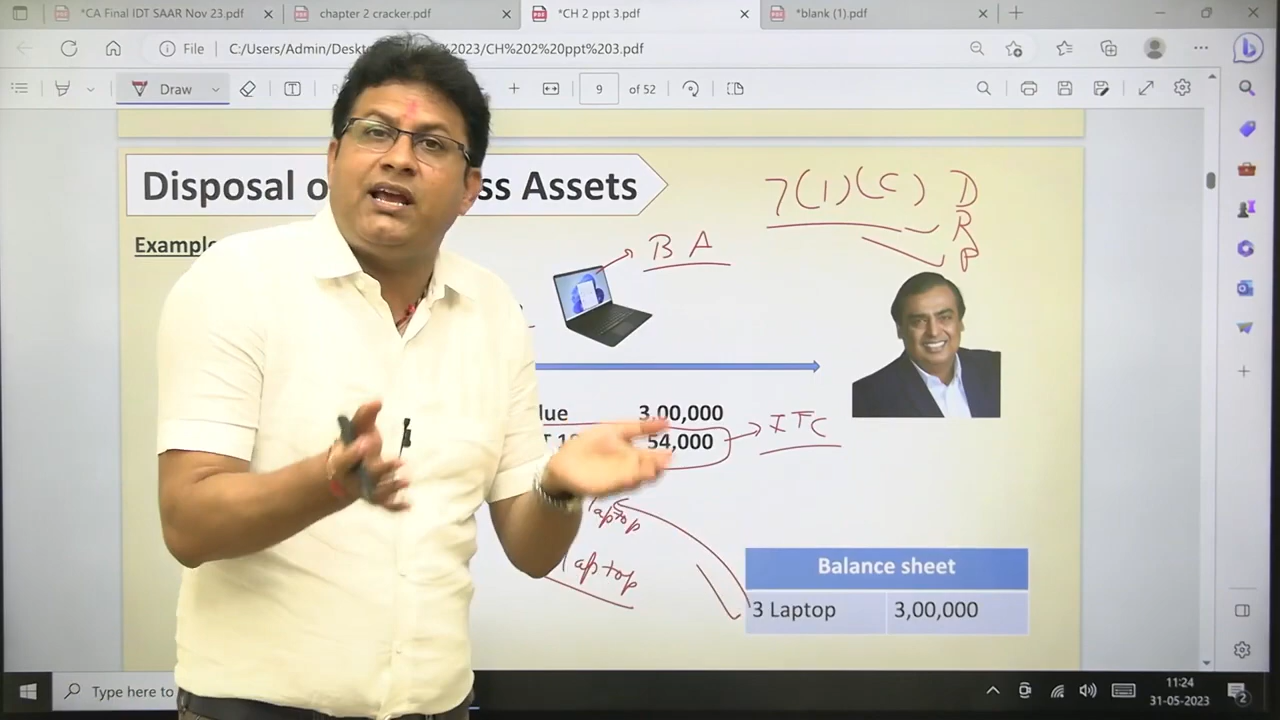 *CA Final IDT SAAR Nov 23.pdf
chapter 2 cracker.pdf
*CH 2 ppt 3.pdf
*blank (1).pdf
File
C:/Users/Admin/Deskto 2023/CH%202%20ppt%203.pdf
Draw
9 of 52
Disposal o ss Assets
7(1)(C) D
R
P
Example
B A
lue 3,00,000
54,000
ITC
laptop
laptop
Balance sheet
3 Laptop 3,00,000
Type here to
11:24
31-05-2023
2